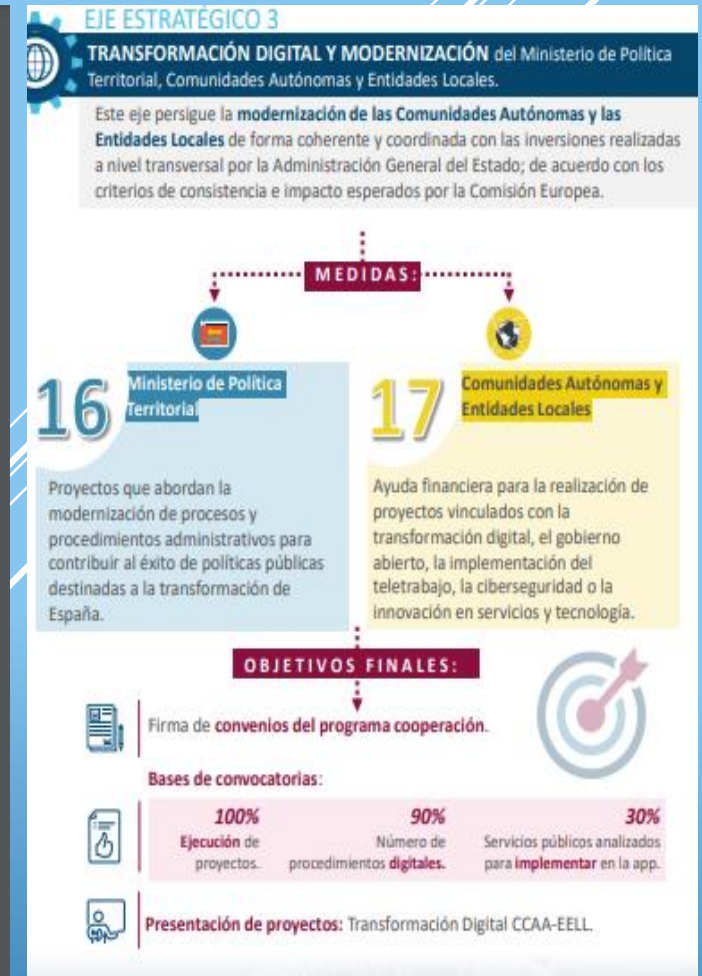 EJE ESTRATÉGICO 3
TRANSFORMACIÓN DIGITAL Y MODERNIZACIÓN del Ministerio de Política
Territorial, Comunidades Autónomas y Entidades Locales.
Este eje persigue la modernización de las Comunidades Autónomas y las
Entidades Locales de forma coherente y coordinada con las inversiones realizadas
a nivel transversal por la Administración General del Estado; de acuerdo con los
criterios de consistencia e impacto esperados por la Comisión Europea.
MEDIDAS:
16
Ministerio de Política
Territorial
Proyectos que abordan la
modernización de procesos y
procedimientos administrativos para
contribuir al éxito de políticas públicas
destinadas a la transformación de
España.
17
Comunidades Autónomas y
Entidades Locales
Ayuda financiera para la realización de
proyectos vinculados con la
transformación digital, el gobierno
abierto, la implementación del
teletrabajo, la ciberseguridad o la
innovación en servicios y tecnología.
OBJETIVOS FINALES:
Firma de convenios del programa cooperación.
Bases de convocatorias:
100%
Ejecución de
proyectos.
90%
Número de
procedimientos digitales.
30%
Servicios públicos analizados
para implementar en la app.
Presentación de proyectos: Transformación Digital CCAA-EELL.